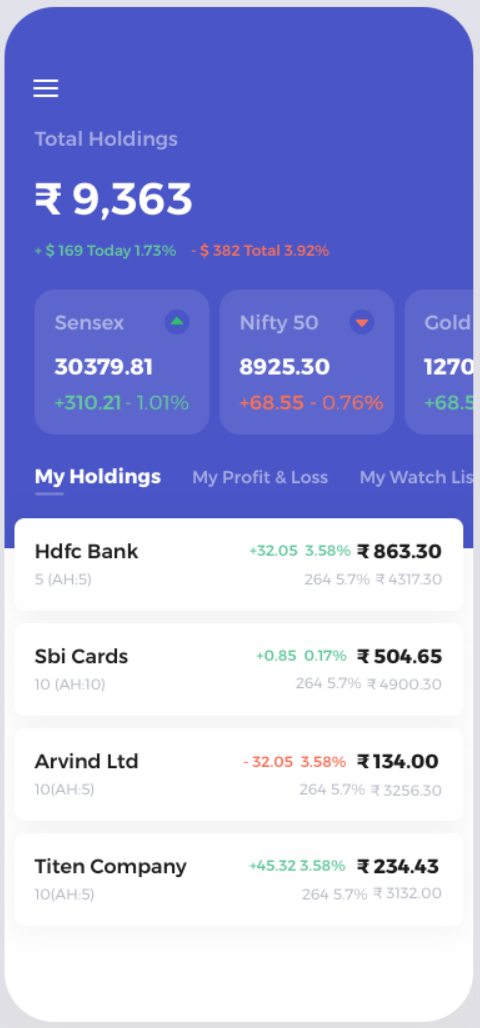 Total Holdings
₹ 9,363
+ $ 169 Today 1.73% - $ 382 Total 3.92%
Sensex Nifty 50 Gold
30379.81 8925.30 1270
+310.21 - 1.01% +68.55 - 0.76% +68.5
My Holdings My Profit & Loss My Watch Lis
Hdfc Bank +32.05 3.58% ₹ 863.30
5 (AH:5) 264 5.7% ₹ 4317.30
Sbi Cards +0.85 0.17% ₹ 504.65
10 (AH:10) 264 5.7% ₹ 4900.30
Arvind Ltd - 32.05 3.58% ₹ 134.00
10(AH:5) 264 5.7% ₹ 3256.30
Titen Company +45.32 3.58% ₹ 234.43
10(AH:5) 264 5.7% ₹ 3132.00